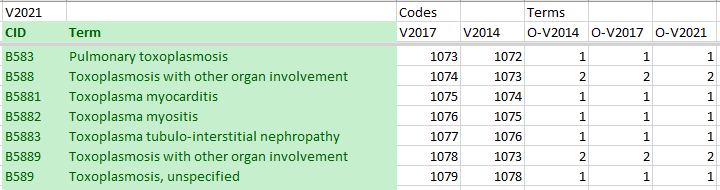 V2021 Codes Terms
CID Term V2017 V2014 O-V2014 O-V2017 O-V2021
B583 Pulmonary toxoplasmosis 1073 1072 1 1 1
B588 Toxoplasmosis with other organ involvement 1074 1073 2 2 2
B5881 Toxoplasma myocarditis 1075 1074 1 1 1
B5882 Toxoplasma myositis 1076 1075 1 1 1
B5883 Toxoplasma tubulo-interstitial nephropathy 1077 1076 1 1 1
B5889 Toxoplasmosis with other organ involvement 1078 1073 2 2 2
B589 Toxoplasmosis, unspecified 1079 1078 1 1 1